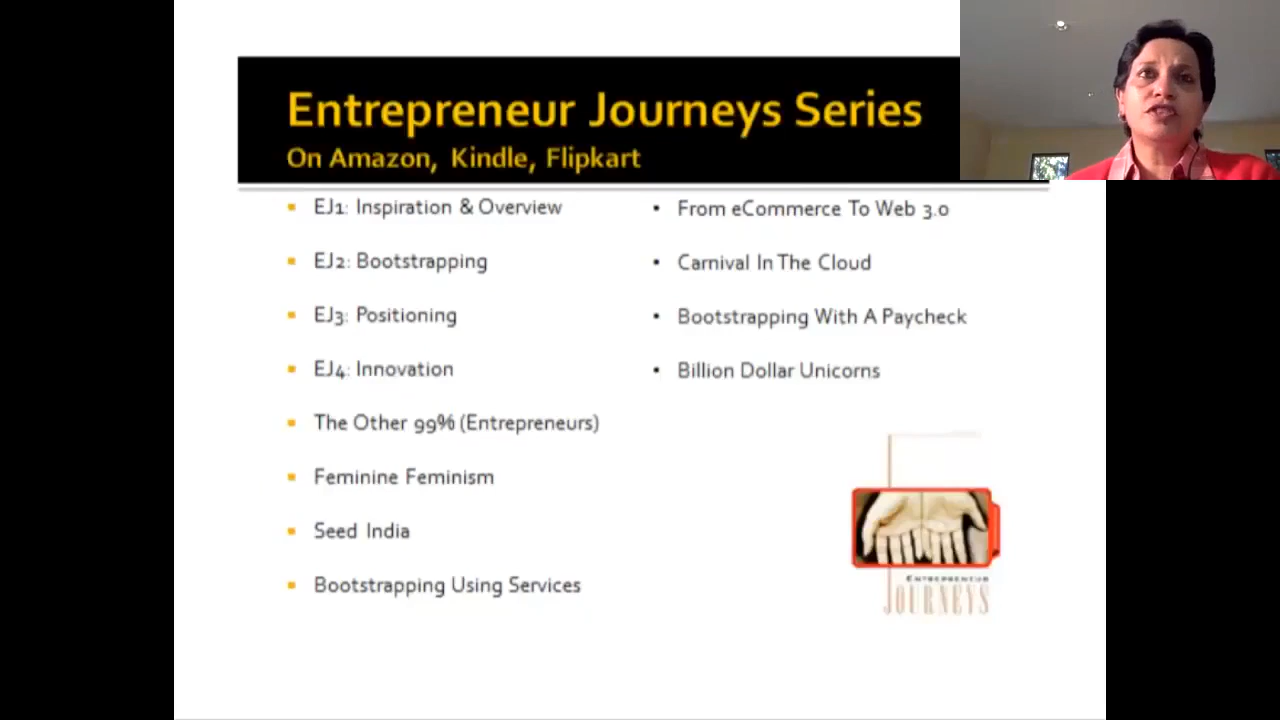 Entrepreneur Journeys Series
On Amazon, Kindle, Flipkart
EJ1: Inspiration & Overview
EJ2: Bootstrapping
EJ3: Positioning
EJ4: Innovation
The Other 99% (Entrepreneurs)
Feminine Feminism
Seed India
Bootstrapping Using Services
From eCommerce To Web 3.0
Carnival In The Cloud
Bootstrapping With A Paycheck
Billion Dollar Unicorns
ENTREPRENEUR
JOURNEYS